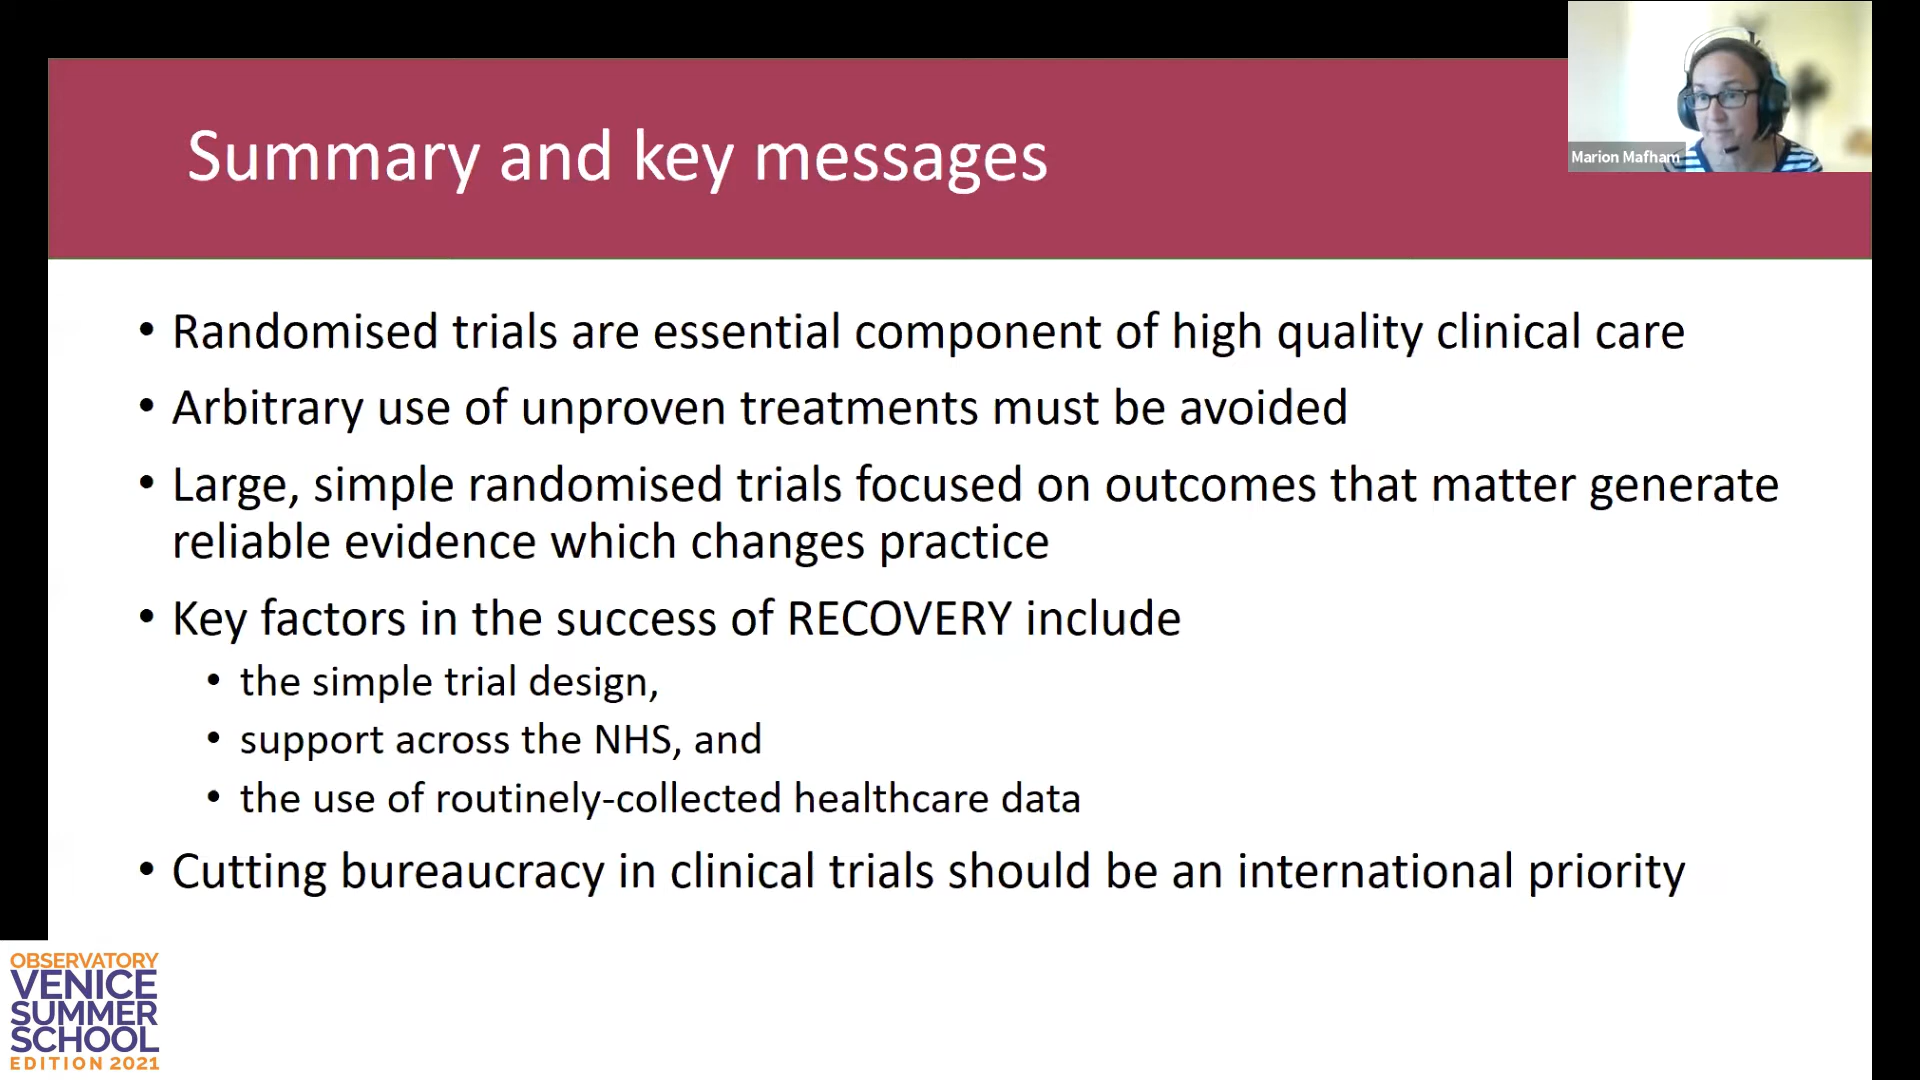 Summary and key messages
Marion Mafham
• Randomised trials are essential component of high quality clinical care
• Arbitrary use of unproven treatments must be avoided
• Large, simple randomised trials focused on outcomes that matter generate
reliable evidence which changes practice
• Key factors in the success of RECOVERY include
• the simple trial design,
• support across the NHS, and
• the use of routinely-collected healthcare data
• Cutting bureaucracy in clinical trials should be an international priority
OBSERVATORY
VENICE
SUMMER
SCHOOL
EDITION 2021